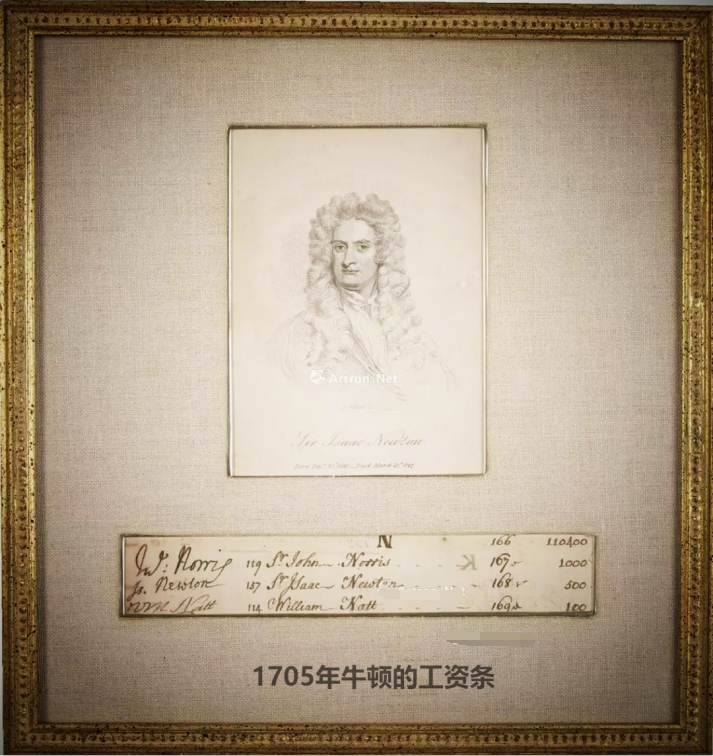 Artron.Net
Sir Isaac Newton
N 166 110400
Jn°. Norris 119 Sr. John Norris 167 1000
Is. Newton 137 Sr. Isaac Newton 168 500
Natt 114 William Natt 169 100
1705年牛顿的工资条